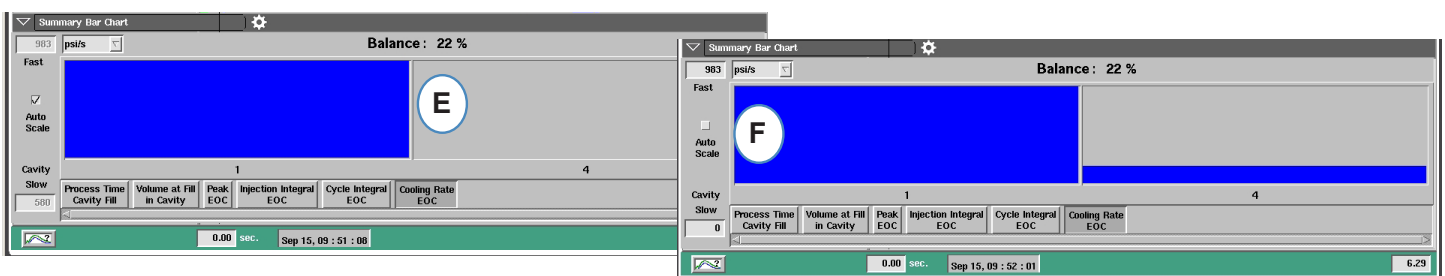 Summary Bar Chart
983 psi/s Balance : 22 %
Fast
E
Auto
Scale
Cavity 1 4
Slow
580
Process Time Cavity Fill
Volume at Fill in Cavity
Peak EOC
Injection Integral EOC
Cycle Integral EOC
Cooling Rate EOC
? 0.00 sec. Sep 15, 09 : 51 : 08
Summary Bar Chart
983 psi/s Balance : 22 %
Fast
F
Auto
Scale
Cavity 1 4
Slow
0
Process Time Cavity Fill
Volume at Fill in Cavity
Peak EOC
Injection Integral EOC
Cycle Integral EOC
Cooling Rate EOC
? 0.00 sec. Sep 15, 09 : 52 : 01 6.29